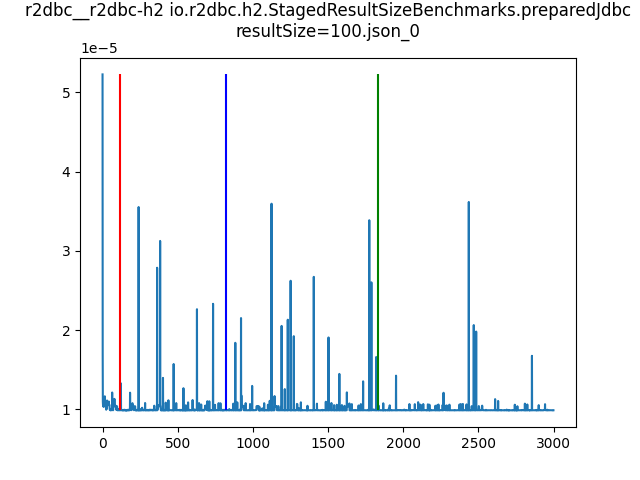 r2dbc__r2dbc-h2 io.r2dbc.h2.StagedResultSizeBenchmarks.preparedJdbc
resultSize=100.json_0
1e−5
5
4
3
2
1
0 500 1000 1500 2000 2500 3000